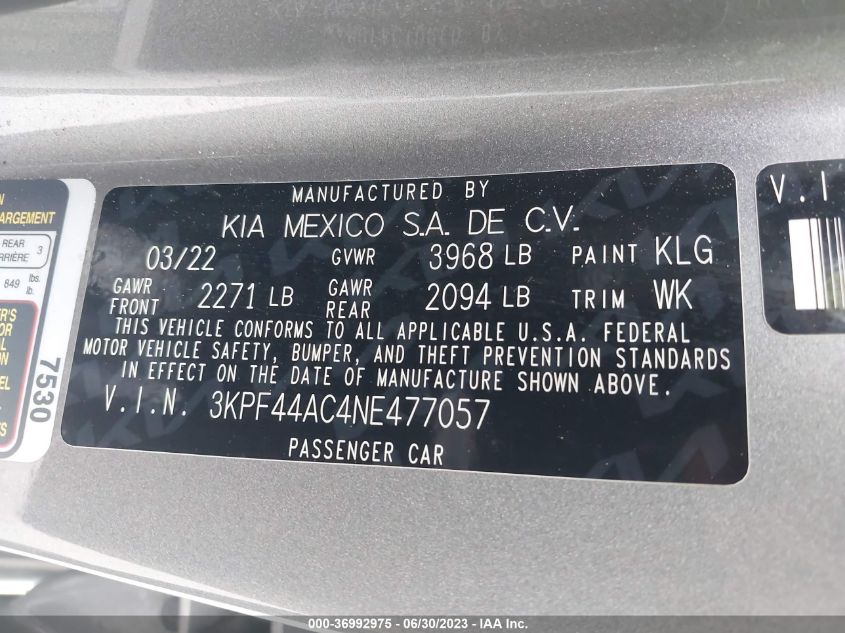 MANUFACTURED BY
KIA MEXICO S.A. DE C.V.
03/22 GVWR 3968 LB PAINT KLG
GAWR FRONT 2271 LB GAWR REAR 2094 LB TRIM WK
THIS VEHICLE CONFORMS TO ALL APPLICABLE U.S.A. FEDERAL
MOTOR VEHICLE SAFETY, BUMPER, AND THEFT PREVENTION STANDARDS
IN EFFECT ON THE DATE OF MANUFACTURE SHOWN ABOVE.
V.I.N. 3KPF44AC4NE477057
PASSENGER CAR
REAR 3
849 lbs.
7530
V.I
000-36992975 - 06/30/2023 - IAA Inc.